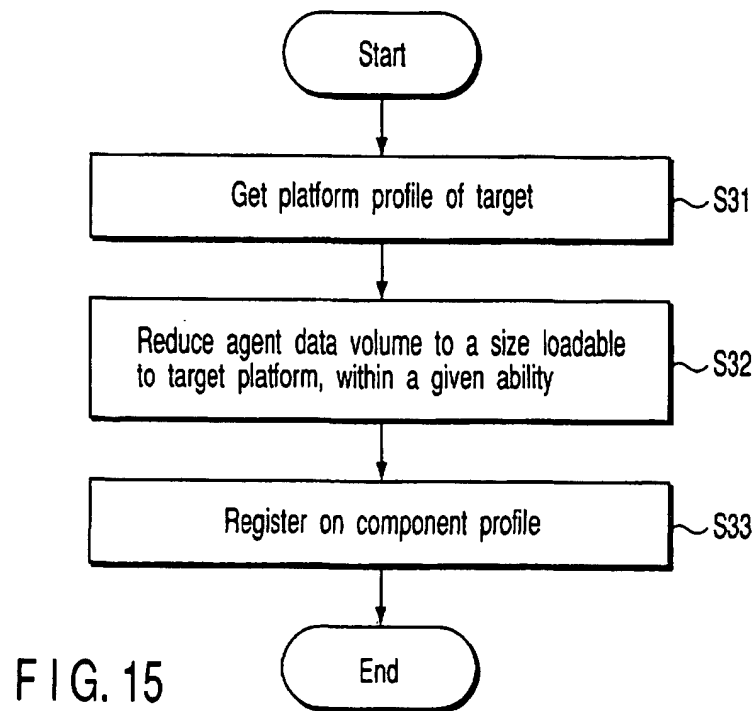 Start
Get platform profile of target
S31
Reduce agent data volume to a size loadable
to target platform, within a given ability
S32
Register on component profile
S33
End
FIG. 15